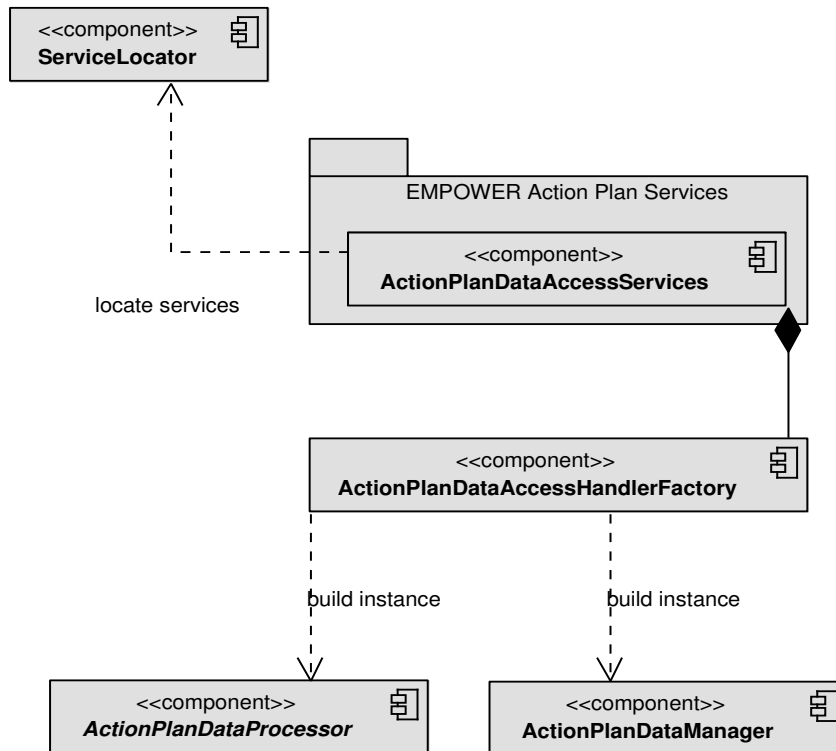 <<component>>
ServiceLocator
EMPOWER Action Plan Services
<<component>>
ActionPlanDataAccessServices
locate services
<<component>>
ActionPlanDataAccessHandlerFactory
build instance
build instance
<<component>>
ActionPlanDataProcessor
<<component>>
ActionPlanDataManager